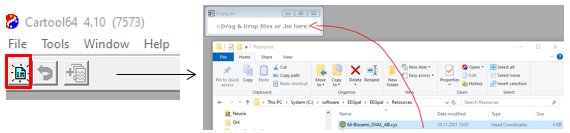 Cartool64 4.10 (7573)
File Tools Window Help
Empty list
<Drag & Drop files or .lm here>
Resources
File Home Share View
Pin to Quick access
Copy
Paste
Cut
Copy path
Paste shortcut
Move to
Copy to
Delete
Rename
New folder
New item
Easy access
Properties
Open
Edit
History
Select all
Select none
Invert selection
Clipboard
Organize
New
Open
Select
This PC > System (C:) > software > EEGpal > EEGpal > Resources
Search Resources
Neurie
OH
Name
Date modified
Type
Size
64-Biosemi_OVAL_AB.xyz
10.11.2021 13:01
Head Coordinates
4 KB